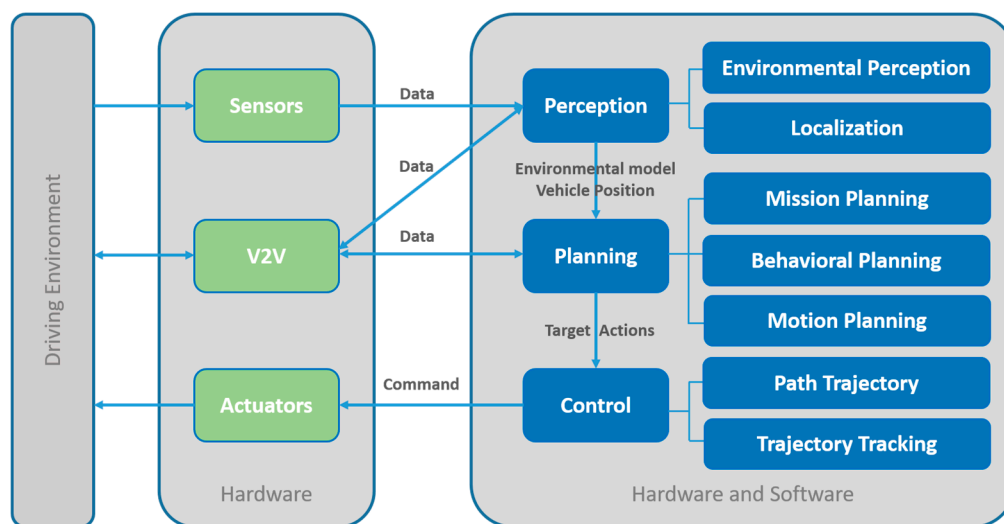 Driving Environment
Sensors
V2V
Actuators
Hardware
Data
Data
Data
Command
Perception
Environmental model
Vehicle Position
Planning
Target Actions
Control
Environmental Perception
Localization
Mission Planning
Behavioral Planning
Motion Planning
Path Trajectory
Trajectory Tracking
Hardware and Software